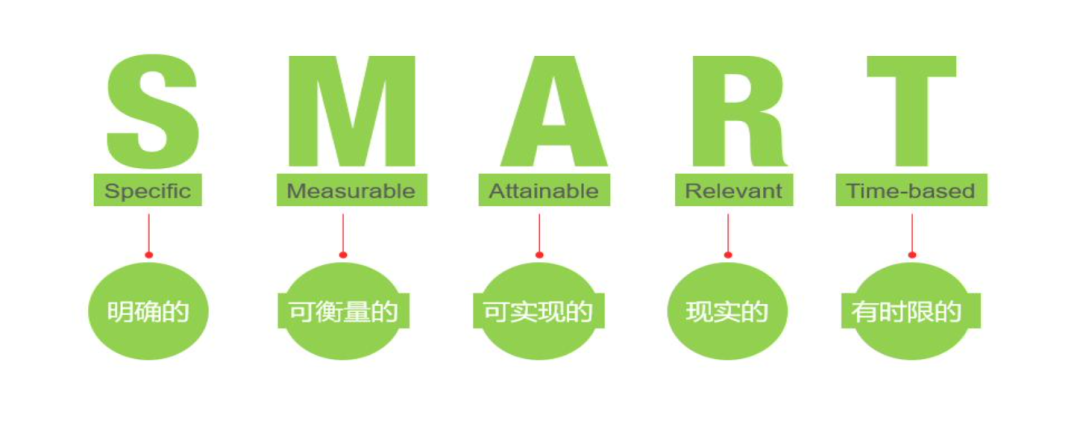 S M A R T
Specific Measurable Attainable Relevant Time-based
明确的 可衡量的 可实现的 现实的 有时限的